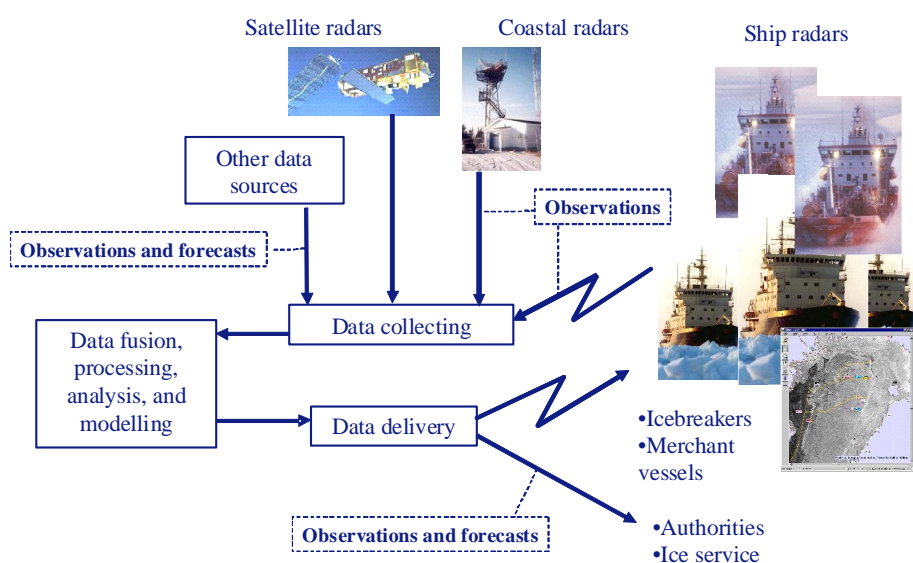 Satellite radars
Coastal radars
Ship radars
Other data
sources
Observations
Observations and forecasts
Data collecting
Data fusion,
processing,
analysis, and
modelling
Data delivery
•Icebreakers
•Merchant
vessels
Observations and forecasts
•Authorities
•Ice service